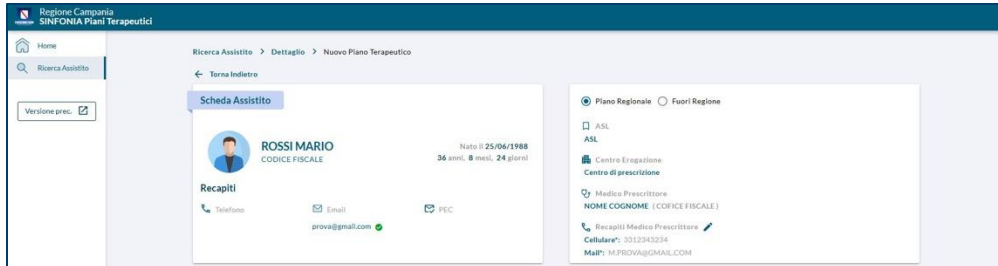 Regione Campania
SINFONIA Piani Terapeutici
Home
Ricerca Assistito
Versione prec.
Ricerca Assistito > Dettaglio > Nuovo Piano Terapeutico
← Torna Indietro
Scheda Assistito
ROSSI MARIO
CODICE FISCALE
Nato il 25/06/1988
36 anni, 8 mesi, 24 giorni
Recapiti
Telefono
Email
PEC
prova@gmail.com
Piano Regionale
Fuori Regione
ASL
ASL
Centro Erogazione
Centro di prescrizione
Medico Prescrittore
NOME COGNOME (COFICE FISCALE)
Recapiti Medico Prescrittore
Cellulare*: 3312343234
Mail*: M.PROVA@GMAIL.COM